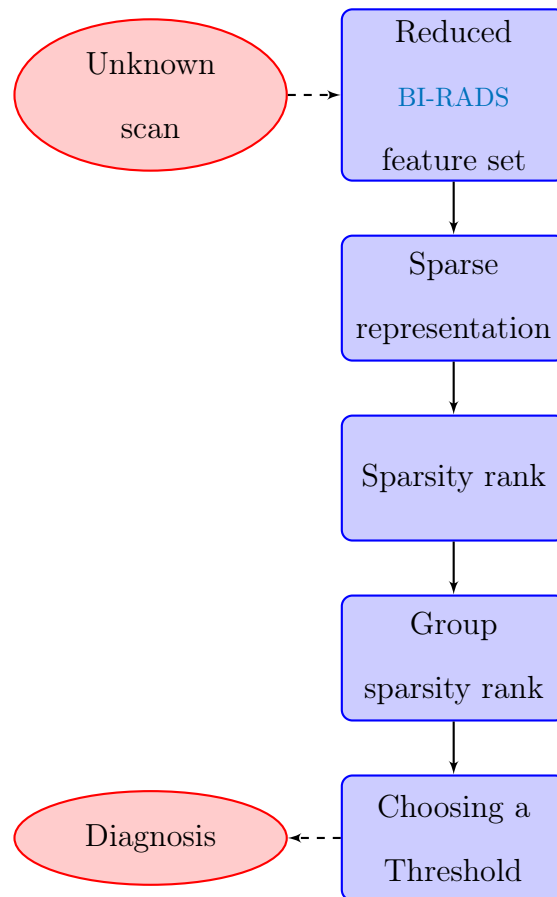 Unknown
scan
Reduced
BI-RADS
feature set
Sparse
representation
Sparsity rank
Group
sparsity rank
Choosing a
Threshold
Diagnosis